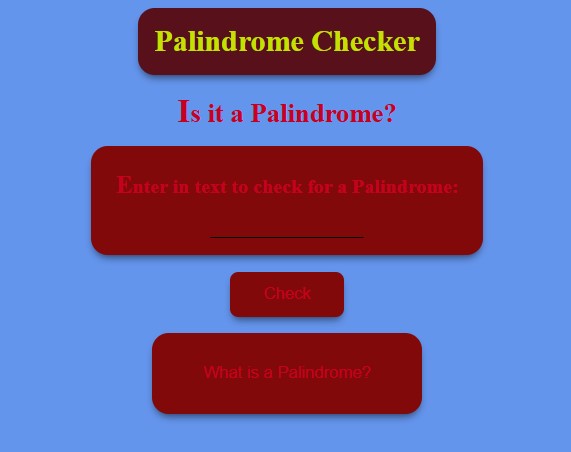 Palindrome Checker
Is it a Palindrome?
Enter in text to check for a Palindrome:
Check
What is a Palindrome?